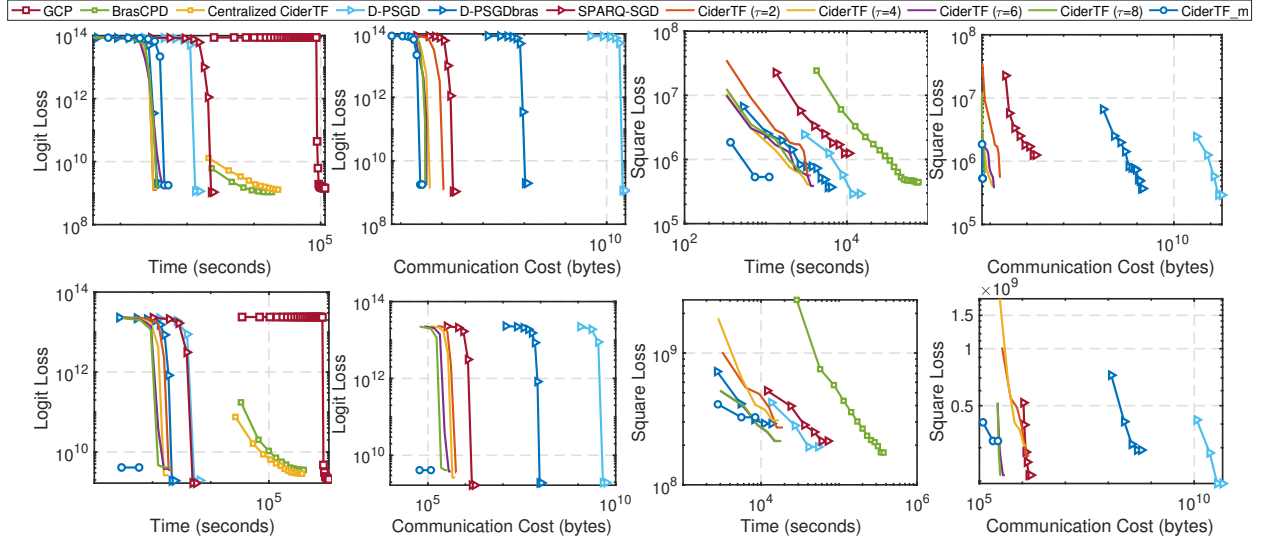 GCP BrasCPD Centralized CiderTF D-PSGD D-PSGDbras SPARQ-SGD CiderTF (τ=2) CiderTF (τ=4) CiderTF (τ=6) CiderTF (τ=8) CiderTF_m
Logit Loss
10^14
10^12
10^10
10^8
10^5
Time (seconds)
Logit Loss
10^14
10^12
10^10
10^8
10^10
Communication Cost (bytes)
Square Loss
10^8
10^7
10^6
10^5
10^2 10^4
Time (seconds)
Square Loss
10^8
10^7
10^6
10^5
10^10
Communication Cost (bytes)
Logit Loss
10^14
10^12
10^10
10^5
Time (seconds)
Logit Loss
10^14
10^12
10^10
10^5 10^10
Communication Cost (bytes)
Square Loss
10^9
10^8
10^4 10^6
Time (seconds)
Square Loss
×10^9
1.5
1
0.5
10^5 10^10
Communication Cost (bytes)